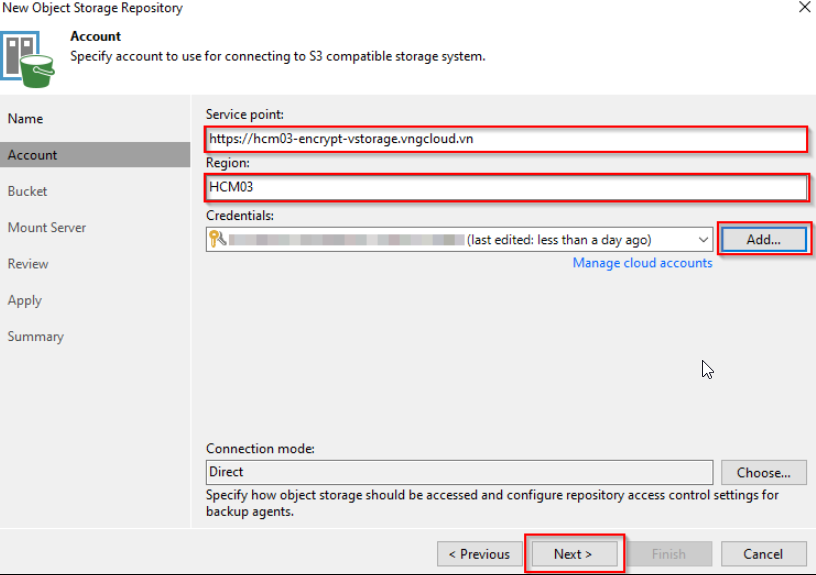 New Object Storage Repository
Account
Specify account to use for connecting to S3 compatible storage system.
Name
Account
Bucket
Mount Server
Review
Apply
Summary
Service point:
https://hcm03-encrypt-vstorage.vngcloud.vn
Region:
HCM03
Credentials:
(last edited: less than a day ago)
Add...
Manage cloud accounts
Connection mode:
Direct
Choose...
Specify how object storage should be accessed and configure repository access control settings for
backup agents.
< Previous
Next >
Finish
Cancel